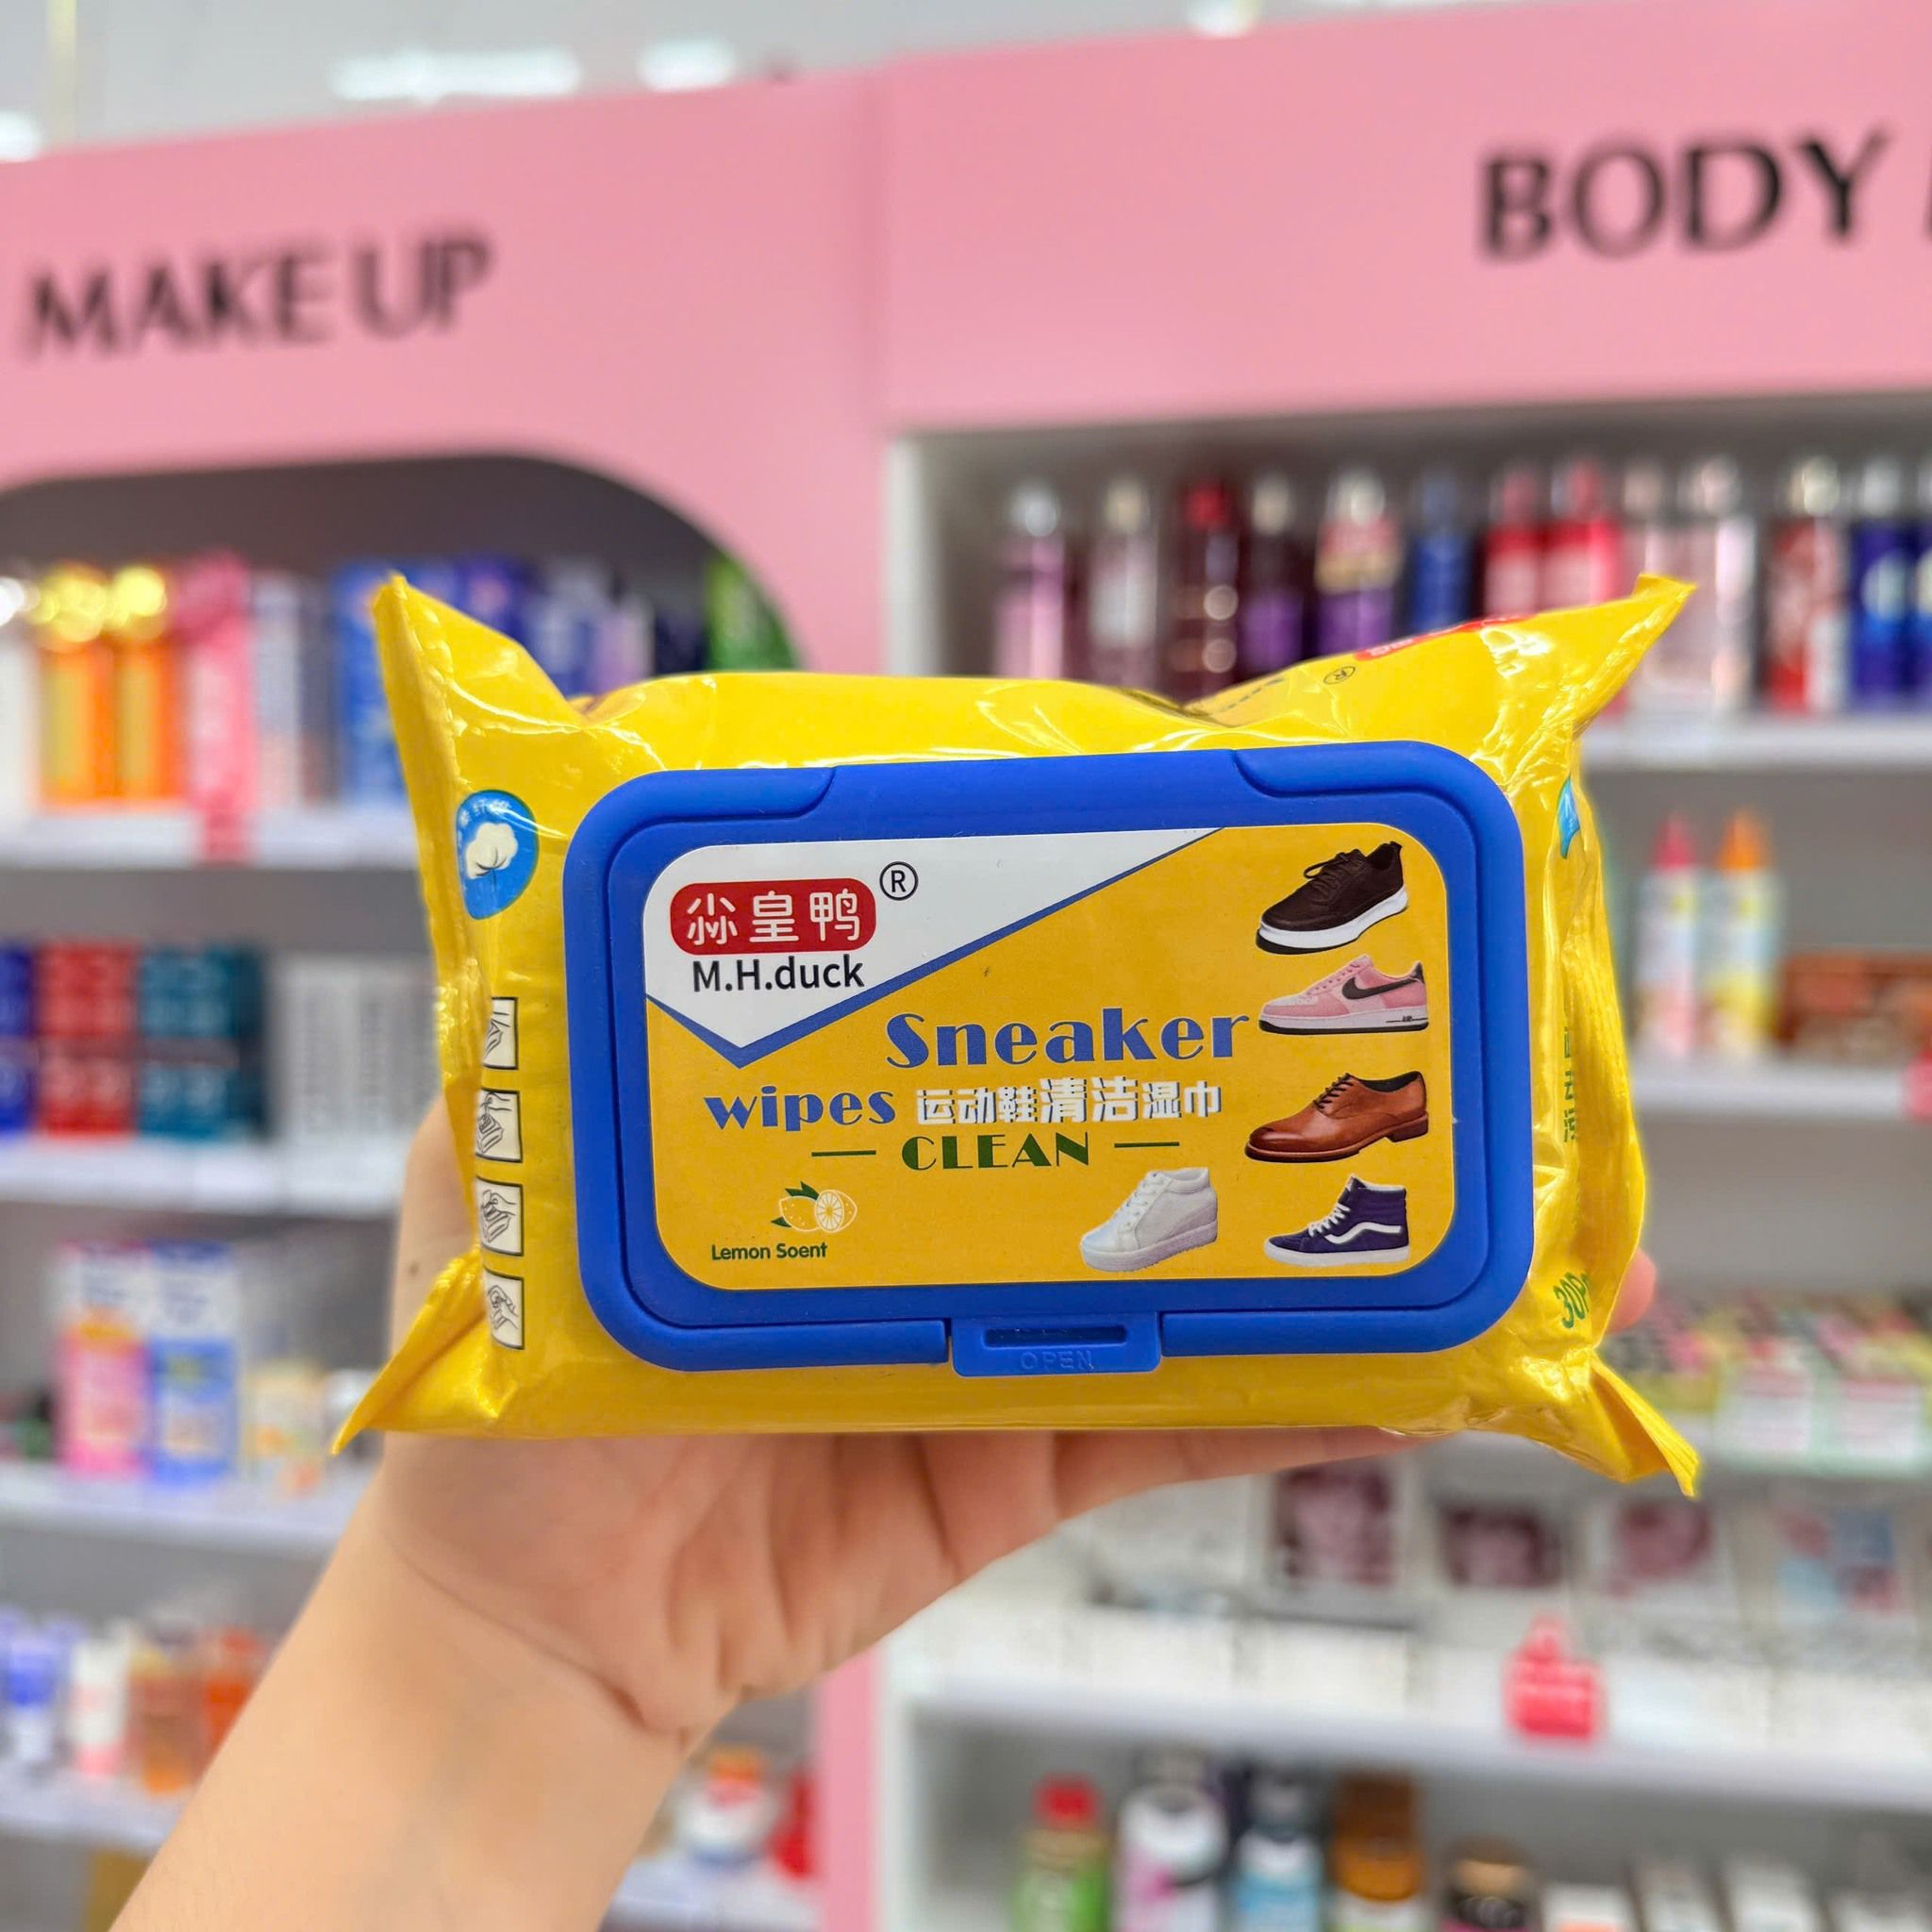 MAKE UP
BODY
尛皇鸭®
M.H.duck
Sneaker
wipes 运动鞋清洁湿巾
CLEAN
Lemon Soent
OPEN